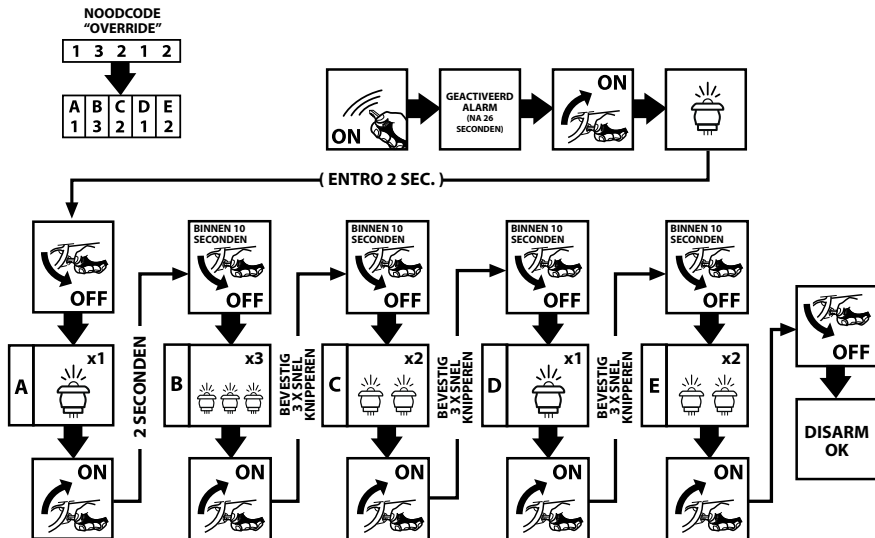 NOODCODE
"OVERRIDE"
1 3 2 1 2
A B C D E
1 3 2 1 2
ON
GEACTIVEERD
ALARM
(NA 26
SECONDEN)
ON
( ENTRO 2 SEC. )
OFF
BINNEN 10
SECONDEN
OFF
BINNEN 10
SECONDEN
OFF
BINNEN 10
SECONDEN
OFF
BINNEN 10
SECONDEN
OFF
OFF
A
x1
2 SECONDEN
B
x3
BEVESTIG
3 X SNEL
KNIPPEREN
C
x2
BEVESTIG
3 X SNEL
KNIPPEREN
D
x1
BEVESTIG
3 X SNEL
KNIPPEREN
E
x2
DISARM
OK
ON
ON
ON
ON
ON